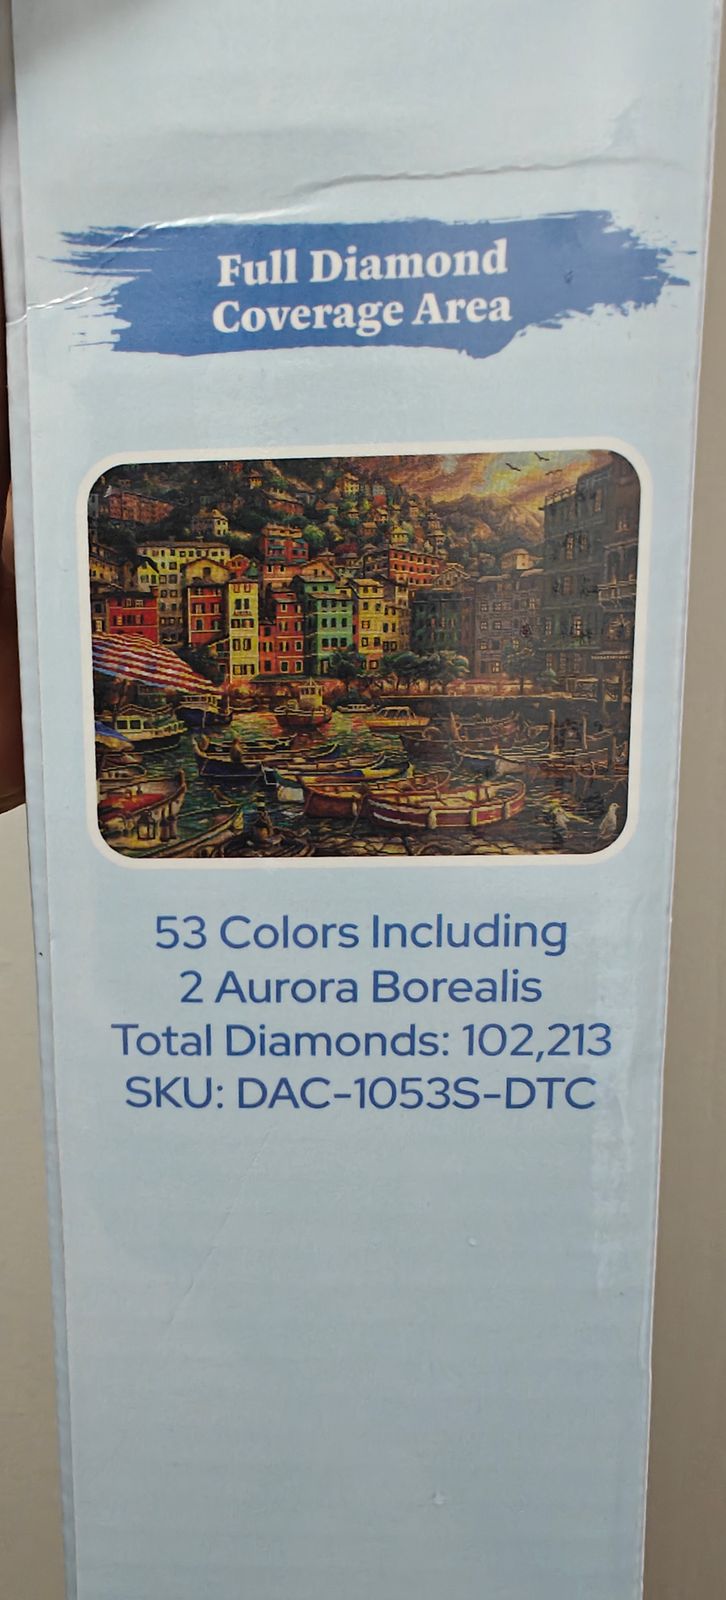 Full Diamond
Coverage Area
53 Colors Including
2 Aurora Borealis
Total Diamonds: 102,213
SKU: DAC-1053S-DTC